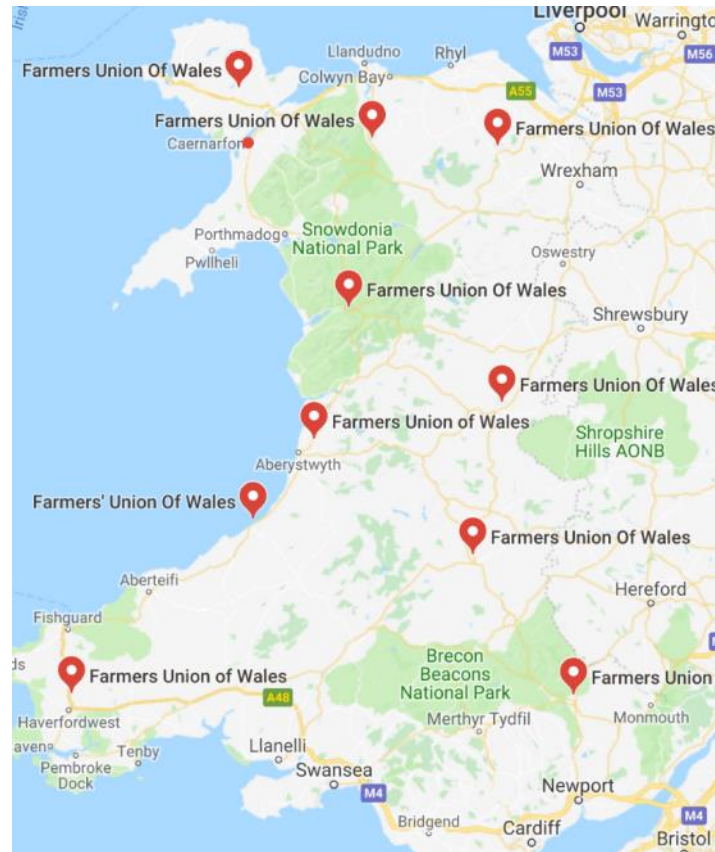 Liverpool
Warrington
M53
M56
Llandudno
Rhyl
Farmers Union Of Wales
Colwyn Bay
A55
M53
Farmers Union Of Wales
Farmers Union Of Wales
Caernarfon
Wrexham
Snowdonia
National Park
Porthmadog
Pwllheli
Oswestry
Farmers Union Of Wales
Shrewsbury
Farmers Union Of Wales
Farmers Union of Wales
Shropshire
Hills AONB
Aberystwyth
Farmers' Union Of Wales
Farmers Union Of Wales
Aberteifi
Hereford
Fishguard
Brecon
Beacons
National Park
Farmers Union of Wales
Farmers Union
A48
Haverfordwest
Merthyr Tydfil
Monmouth
Tenby
Llanelli
Pembroke
Dock
Swansea
M4
Newport
M4
Bridgend
Cardiff
Bristol